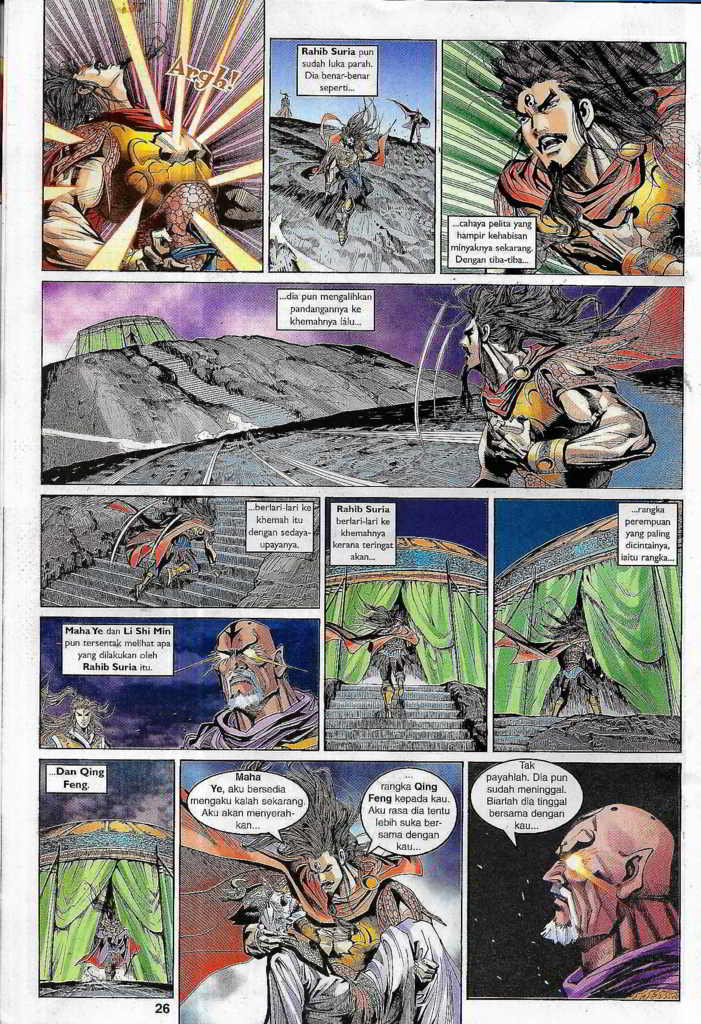 Argh!
Rahib Suria pun
sudah luka parah.
Dia benar-benar
seperti...
...cahaya pelita yang
hampir kehabisan
minyaknya sekarang.
Dengan tiba-tiba...
...dia pun mengalihkan
pandangannya ke
khemahnya lalu...
...berlari-lari ke
khemah itu
dengan sedaya-
upayanya.
Rahib Suria
berlari-lari ke
khemahnya
kerana teringat
akan...
...rangka
perempuan
yang paling
dicintainya,
iaitu rangka...
Maha Ye dan Li Shi Min
pun tersentak melihat apa
yang dilakukan oleh
Rahib Suria itu.
...Dan Qing
Feng.
Maha
Ye, aku bersedia
mengaku kalah sekarang.
Aku akan menyerah-
kan...
...
rangka Qing
Feng kepada kau.
Aku rasa dia tentu
lebih suka ber-
sama dengan
kau...
Tak
payahlah. Dia pun
sudah meninggal.
Biarlah dia tinggal
bersama dengan
kau...
26